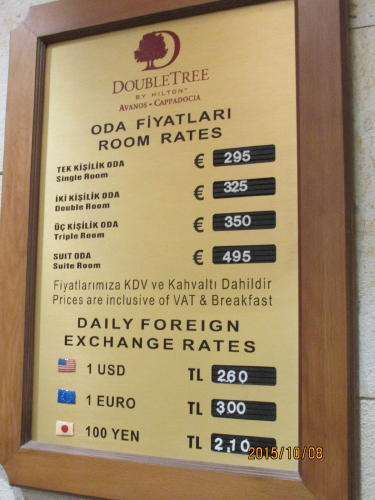 DOUBLETREE
BY HILTON™
AVANOS • CAPPADOCIA
ODA FİYATLARI
ROOM RATES
TEK KİŞİLİK ODA € 295
Single Room
İKİ KİŞİLİK ODA € 325
Double Room
ÜÇ KİŞİLİK ODA € 350
Triple Room
SUIT ODA € 495
Suite Room
Fiyatlarımıza KDV ve Kahvaltı Dahildir
Prices are inclusive of VAT & Breakfast
DAILY FOREIGN
EXCHANGE RATES
1 USD TL 2.60
1 EURO TL 3.00
100 YEN TL 2,10
2015/10/08